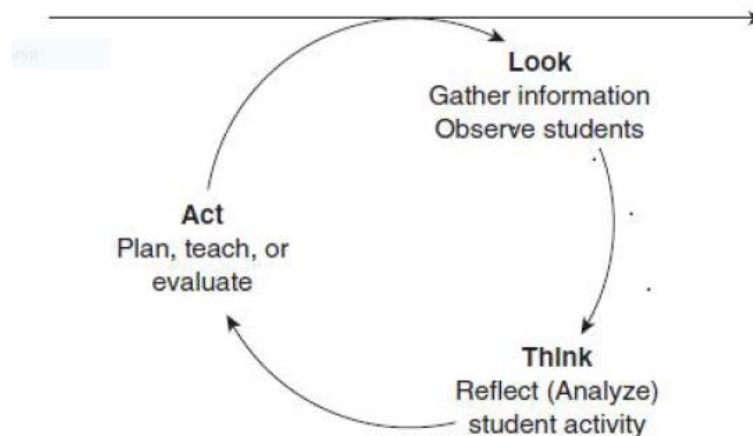 Look
Gather information
Observe students
Act
Plan, teach, or
evaluate
Think
Reflect (Analyze)
student activity